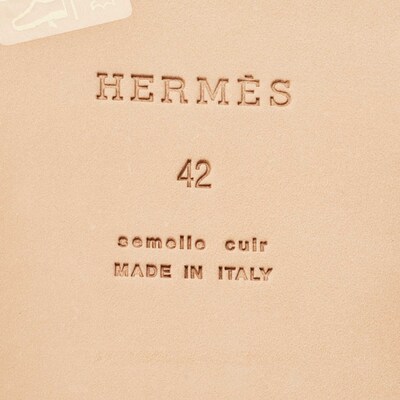 HERMÈS
42
semelle cuir
MADE IN ITALY